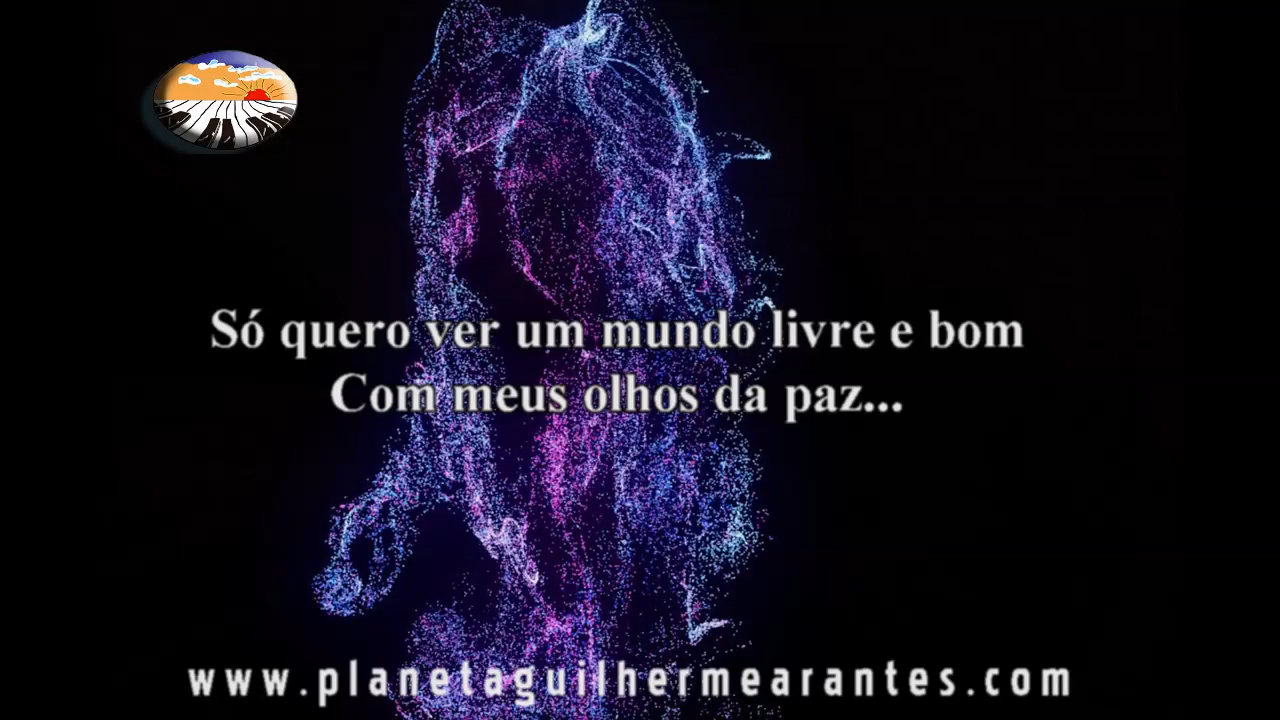 Só quero ver um mundo livre e bom
Com meus olhos da paz...
www.planetaguilhermearantes.com